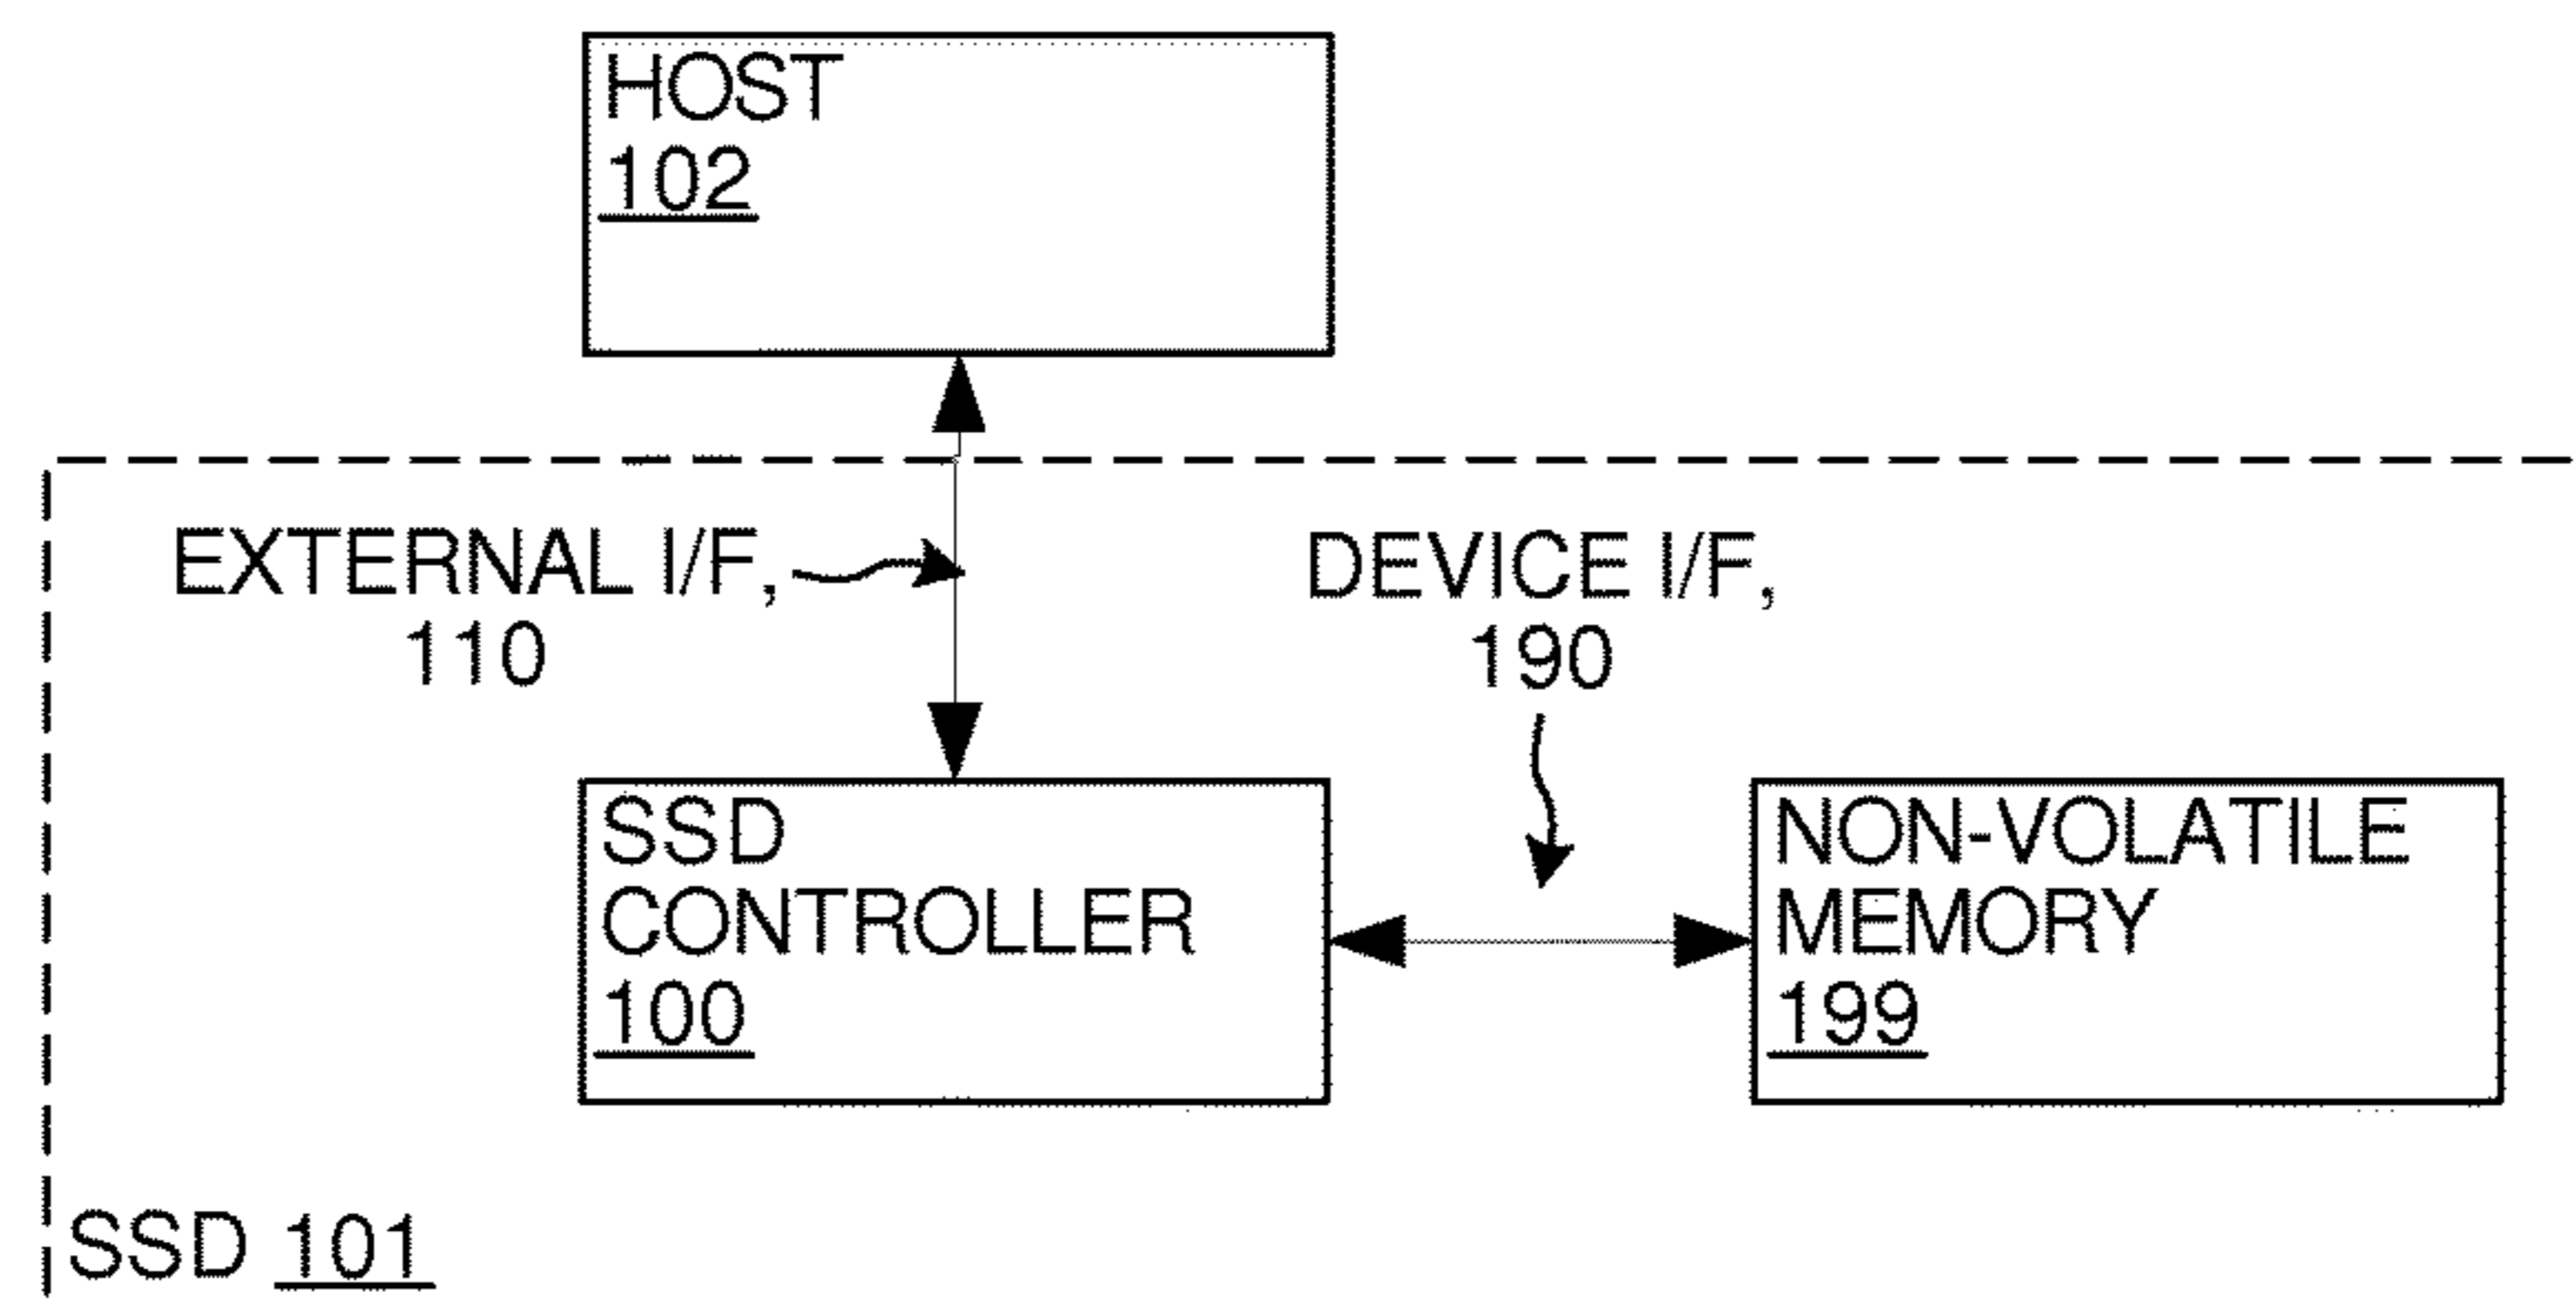 HOST
102
EXTERNAL I/F,
110
DEVICE I/F,
190
SSD
CONTROLLER
100
NON-VOLATILE
MEMORY
199
SSD 101